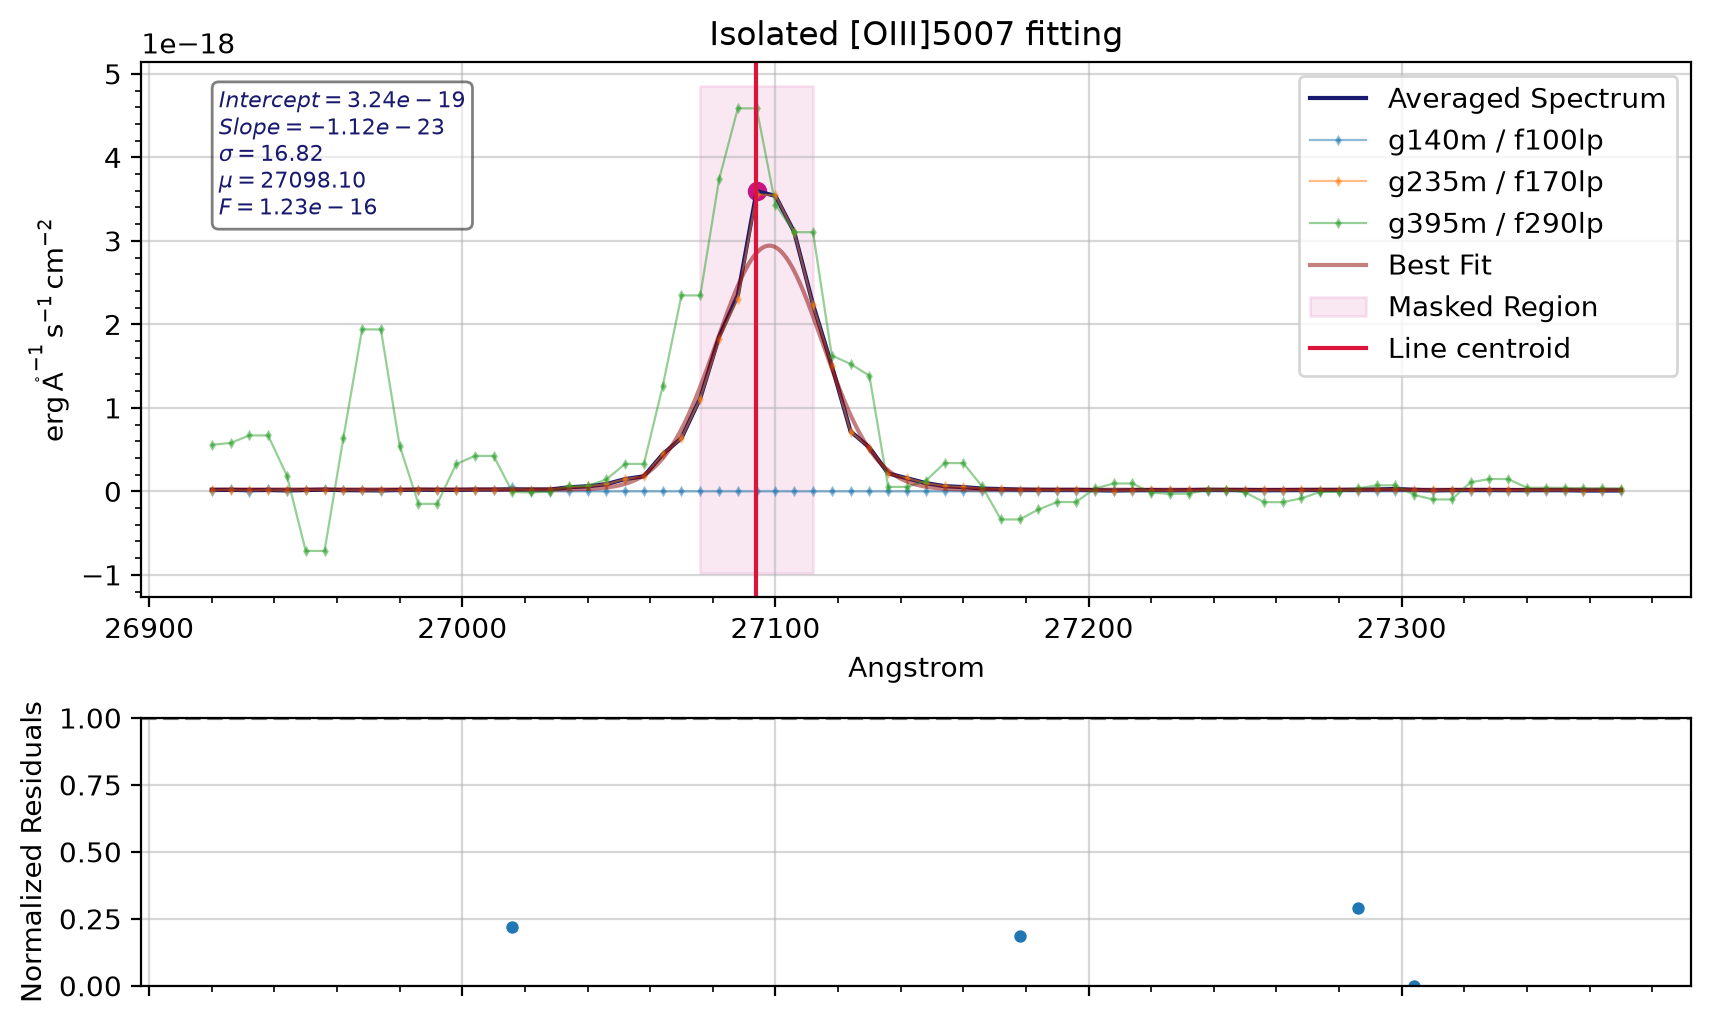 Isolated [OIII]5007 fitting
1e−18
5
4
3
2
1
0
−1
erg Å⁻¹ s⁻¹ cm⁻²
Intercept = 3.24e − 19
Slope = −1.12e − 23
σ = 16.82
μ = 27098.10
F = 1.23e − 16
Averaged Spectrum
g140m / f100lp
g235m / f170lp
g395m / f290lp
Best Fit
Masked Region
Line centroid
26900 27000 27100 27200 27300
Angstrom
1.00
0.75
0.50
0.25
0.00
Normalized Residuals